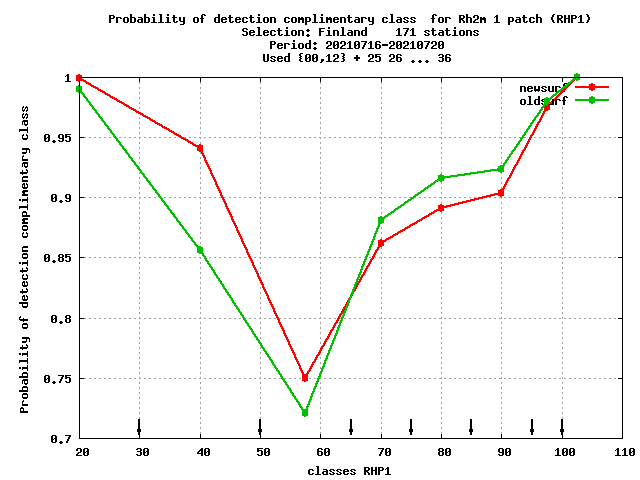 Probability of detection complimentary class  for Rh2m 1 patch (RHP1)
Selection: Finland    171 stations
Period: 20210716-20210720
Used {00,12} + 25 26 ... 36
newsurf
oldsurf
1
0.95
0.9
0.85
0.8
0.75
0.7
Probability of detection complimentary class
20 30 40 50 60 70 80 90 100 110
classes RHP1